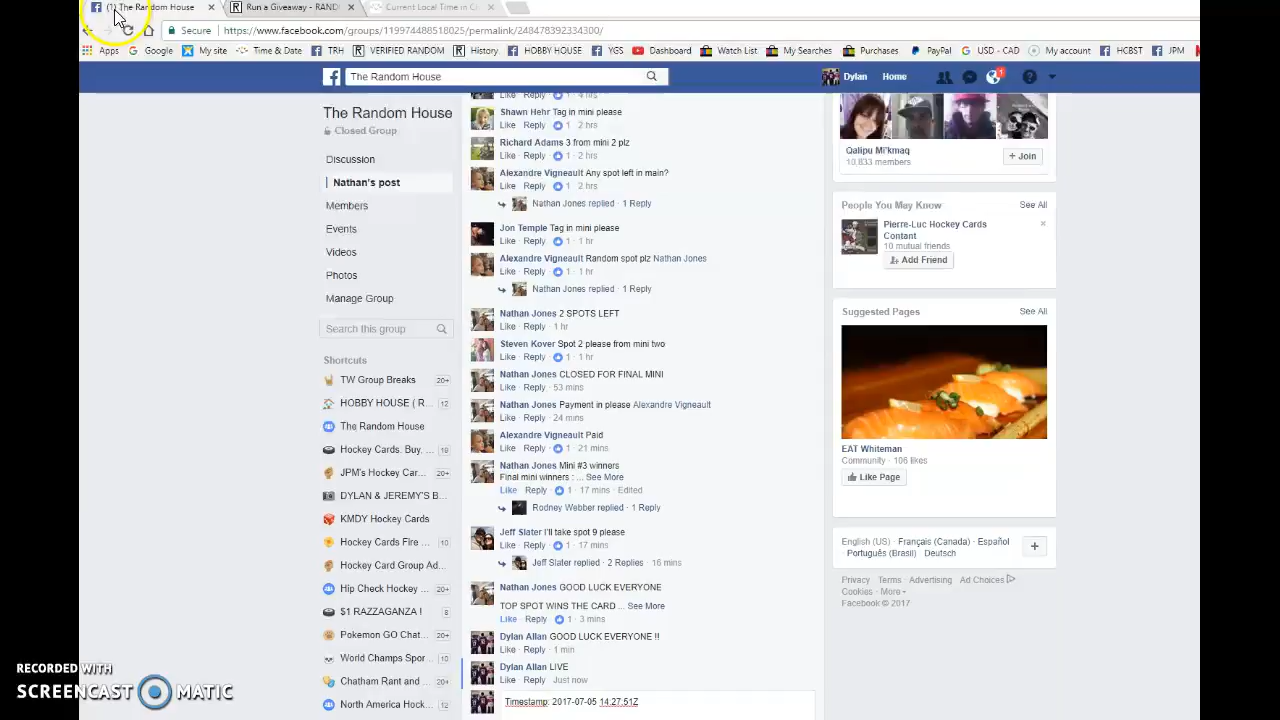 (1) The Random House
Run a Giveaway - RAND
Current Local Time in C
Secure
https://www.facebook.com/groups/119974488518025/permalink/248478392334300/
Apps Google My site Time & Date TRH VERIFIED RANDOM History HOBBY HOUSE YGS Dashboard Watch List My Searches Purchases PayPal USD - CAD My account HCBST JPM
The Random House
Dylan Home
1
The Random House
Closed Group
Discussion
Nathan's post
Members
Events
Videos
Photos
Manage Group
Search this group
Shortcuts
TW Group Breaks 20+
HOBBY HOUSE ( R... 12
The Random House
Hockey Cards. Buy. ... 19
JPM's Hockey Car... 20+
DYLAN & JEREMY'S B...
KMDY Hockey Cards
Hockey Cards Fire ... 2
Hockey Card Group Ad...
Hip Check Hockey ... 20+
$1 RAZZAGANZA ! 8
Pokemon GO Chat... 20+
World Champs Spor...
Chatham Rant and ... 20+
North America Hock... 12
Like · Reply · 1 · 4 hrs
Shawn Hehr Tag in mini please
Like · Reply · 1 · 2 hrs
Richard Adams 3 from mini 2 plz
Like · Reply · 1 · 2 hrs
Alexandre Vigneault Any spot left in main?
Like · Reply · 1 · 2 hrs
Nathan Jones replied · 1 Reply
Jon Temple Tag in mini please
Like · Reply · 1 · 1 hr
Alexandre Vigneault Random spot plz Nathan Jones
Like · Reply · 1 · 1 hr
Nathan Jones replied · 1 Reply
Nathan Jones 2 SPOTS LEFT
Like · Reply · 1 hr
Steven Kover Spot 2 please from mini two
Like · Reply · 1 · 1 hr
Nathan Jones CLOSED FOR FINAL MINI
Like · Reply · 53 mins
Nathan Jones Payment in please Alexandre Vigneault
Like · Reply · 24 mins
Alexandre Vigneault Paid
Like · Reply · 1 · 21 mins
Nathan Jones Mini #3 winners
Final mini winners : ... See More
Like · Reply · 1 · 17 mins · Edited
Rodney Webber replied · 1 Reply
Jeff Slater I'll take spot 9 please
Like · Reply · 1 · 17 mins
Jeff Slater replied · 2 Replies · 16 mins
Nathan Jones GOOD LUCK EVERYONE
TOP SPOT WINS THE CARD ... See More
Like · Reply · 1 · 3 mins
Dylan Allan GOOD LUCK EVERYONE !!
Like · Reply · 1 min
Dylan Allan LIVE
Like · Reply · Just now
Timestamp: 2017-07-05 14:27:51Z
Qalipu Mi'kmaq
10,833 members
+ Join
People You May Know See All
Pierre-Luc Hockey Cards
Contant
10 mutual friends
Add Friend
Suggested Pages See All
EAT Whiteman
Community · 106 likes
Like Page
English (US) · Français (Canada) · Español
Português (Brasil) · Deutsch
Privacy · Terms · Advertising · Ad Choices
Cookies · More
Facebook © 2017
RECORDED WITH
SCREENCAST MATIC